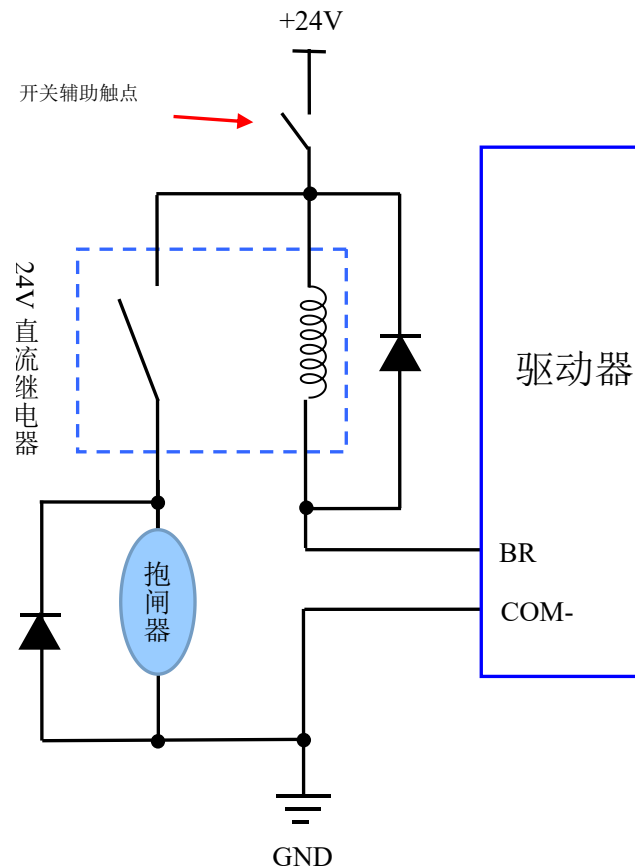 +24V
开关辅助触点
24V 直流继电器
驱动器
BR
抱闸器
COM-
GND